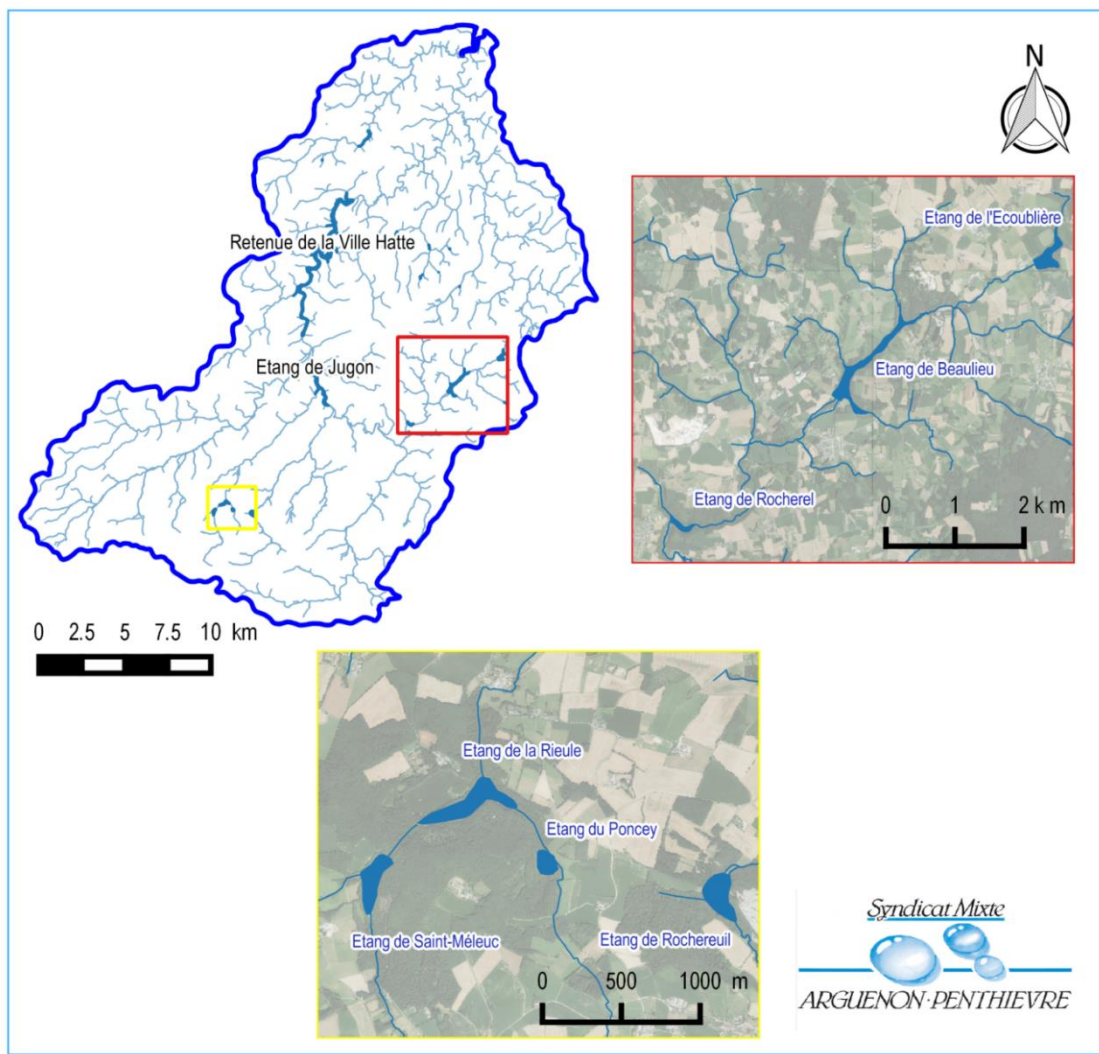 N
Retenue de la Ville Hatte
Etang de Jugon
0 2.5 5 7.5 10 km
Etang de l'Ecoublière
Etang de Beaulieu
Etang de Rocherel
0 1 2 k m
Etang de la Rieule
Etang du Poncey
Etang de Saint-Méleuc
Etang de Rochereuil
0 500 1000 m
Syndicat Mixte
ARGUENON·PENTHIEVRE